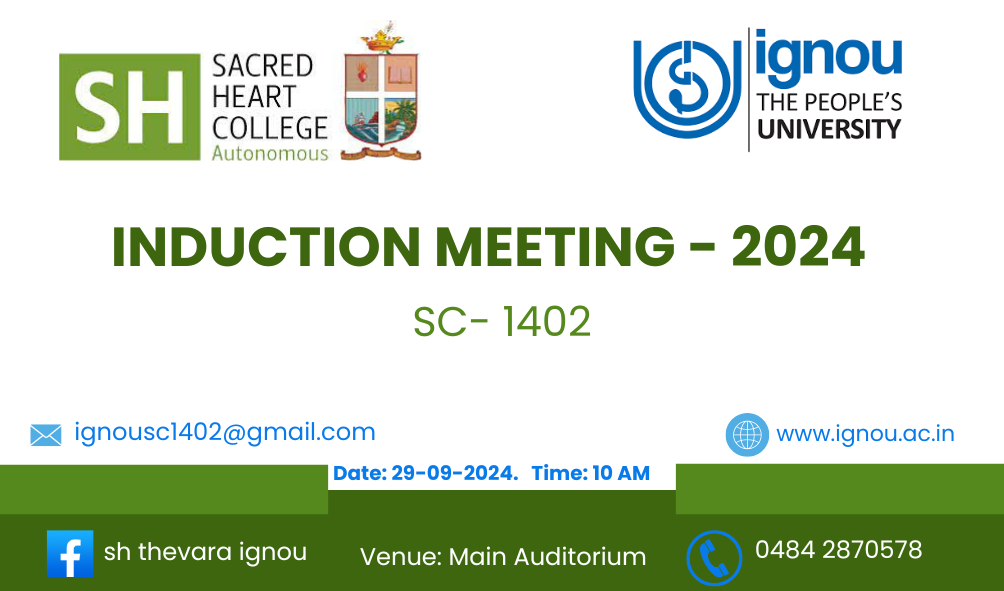 SH
SACRED
HEART
COLLEGE
Autonomous
ignou
THE PEOPLE'S
UNIVERSITY
INDUCTION MEETING - 2024
SC- 1402
ignousc1402@gmail.com
www.ignou.ac.in
Date: 29-09-2024. Time: 10 AM
sh thevara ignou
Venue: Main Auditorium
0484 2870578